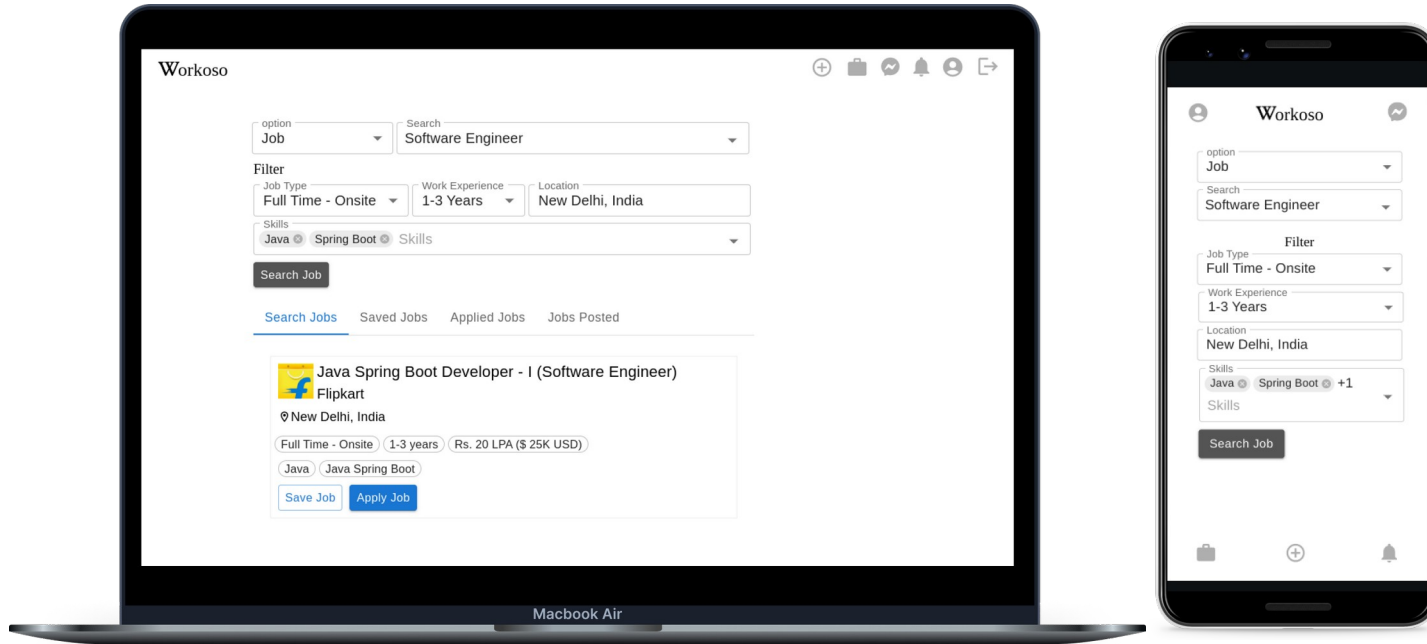 Workoso
option
Job
Search
Software Engineer
Filter
Job Type
Full Time - Onsite
Work Experience
1-3 Years
Location
New Delhi, India
Skills
Java Spring Boot Skills
Search Job
Search Jobs Saved Jobs Applied Jobs Jobs Posted
Java Spring Boot Developer - I (Software Engineer)
Flipkart
New Delhi, India
Full Time - Onsite 1-3 years Rs. 20 LPA ($ 25K USD)
Java Java Spring Boot
Save Job Apply Job
Macbook Air
Workoso
option
Job
Search
Software Engineer
Filter
Job Type
Full Time - Onsite
Work Experience
1-3 Years
Location
New Delhi, India
Skills
Java Spring Boot +1
Skills
Search Job